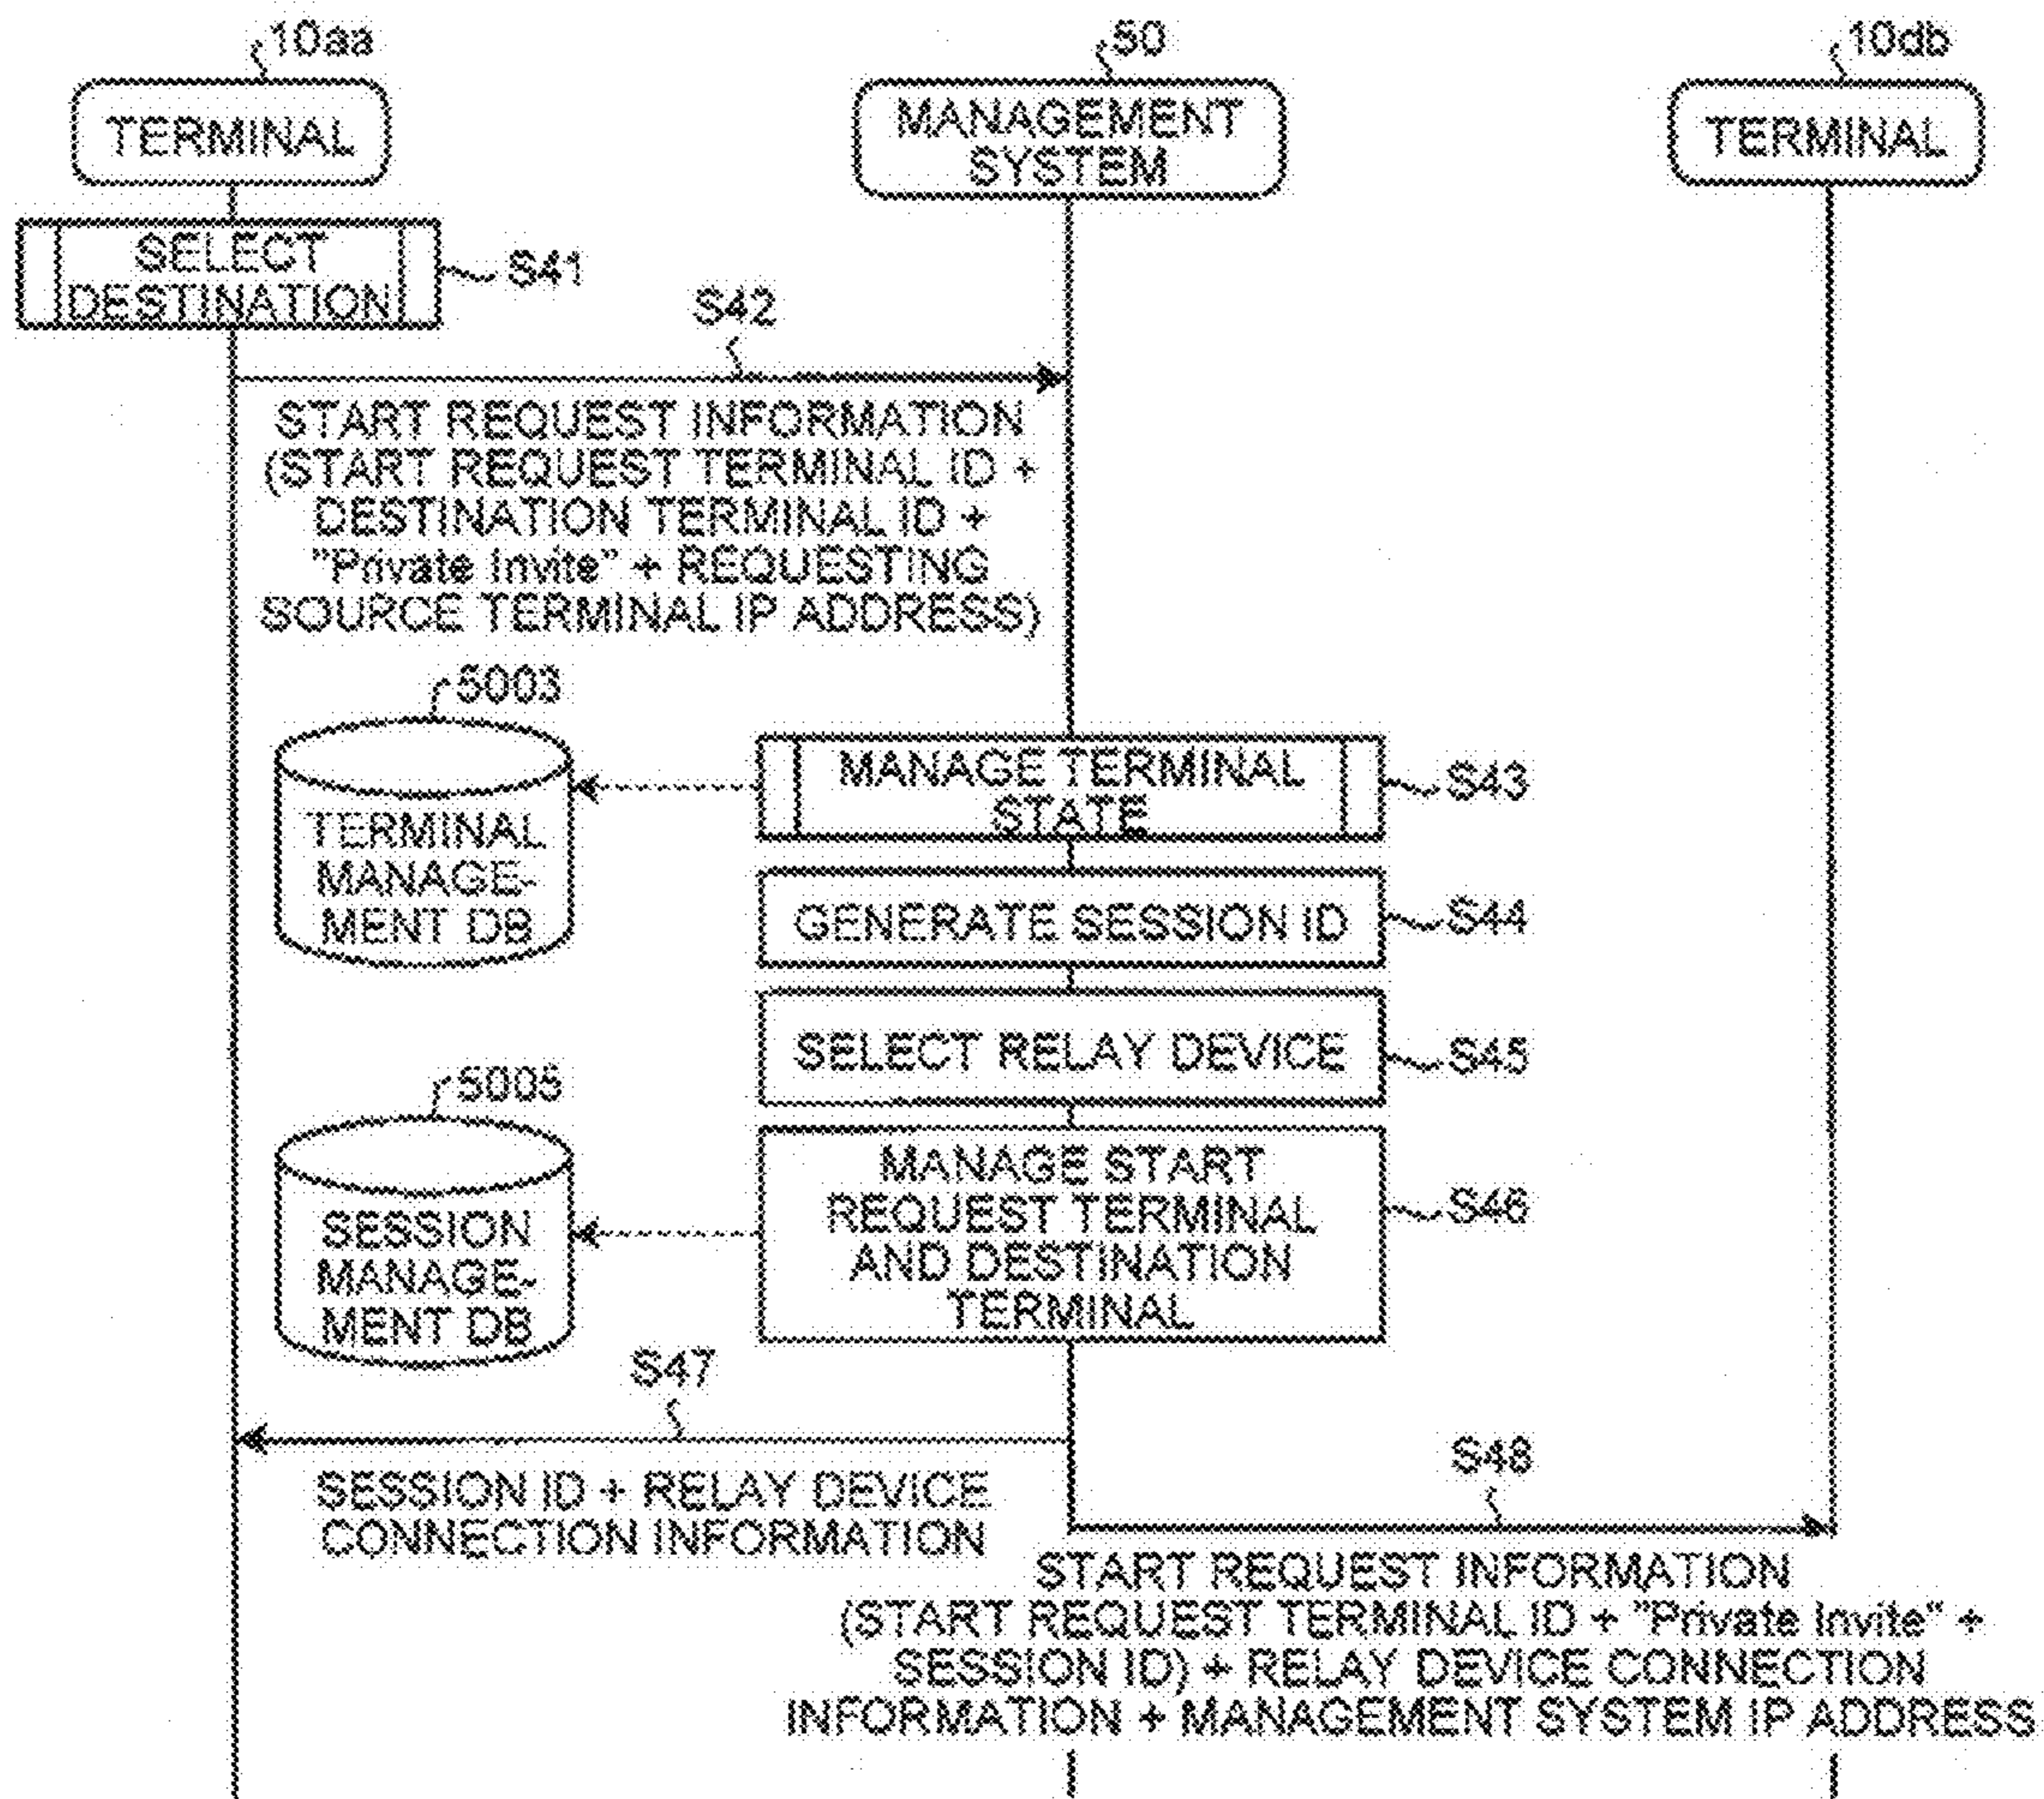 10aa
50
10db
TERMINAL
MANAGEMENT
SYSTEM
TERMINAL
SELECT
DESTINATION
S41
S42
START REQUEST INFORMATION
(START REQUEST TERMINAL ID +
DESTINATION TERMINAL ID +
"Private Invite" + REQUESTING
SOURCE TERMINAL IP ADDRESS)
5003
TERMINAL
MANAGE-
MENT DB
MANAGE TERMINAL
STATE
S43
GENERATE SESSION ID
S44
SELECT RELAY DEVICE
S45
5005
SESSION
MANAGE-
MENT DB
MANAGE START
REQUEST TERMINAL
AND DESTINATION
TERMINAL
S46
S47
SESSION ID + RELAY DEVICE
CONNECTION INFORMATION
S48
START REQUEST INFORMATION
(START REQUEST TERMINAL ID + "Private Invite" +
SESSION ID) + RELAY DEVICE CONNECTION
INFORMATION + MANAGEMENT SYSTEM IP ADDRESS